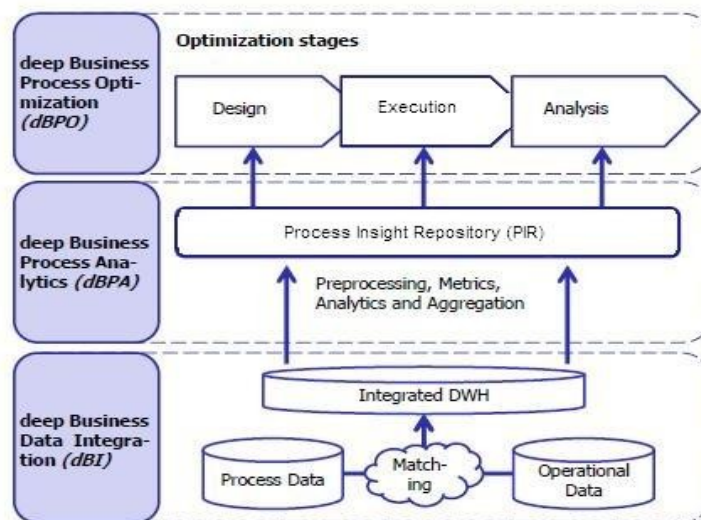 deep Business
Process Opti-
mization
(dBPO)
Optimization stages
Design
Execution
Analysis
deep Business
Process Ana-
lytics (dBPA)
Process Insight Repository (PIR)
Preprocessing, Metrics,
Analytics and Aggregation
deep Business
Data Integra-
tion (dBI)
Integrated DWH
Process Data
Match-
ing
Operational
Data